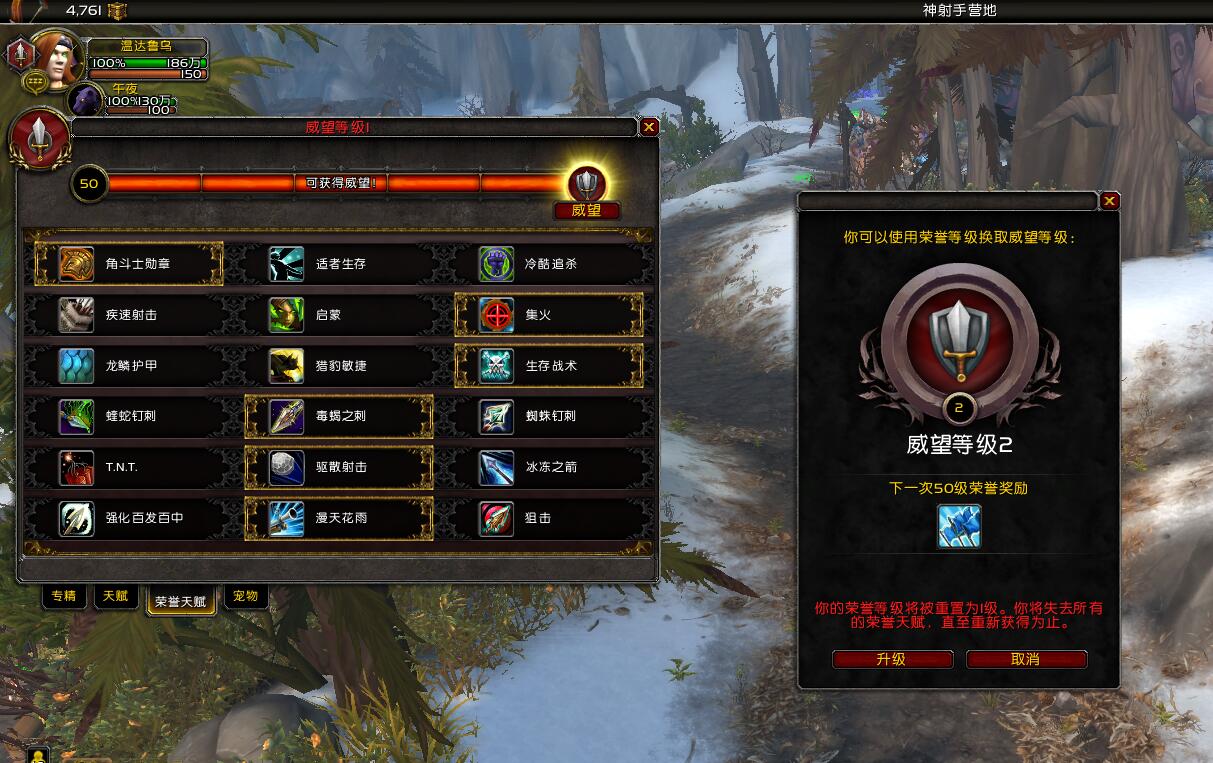 4,761
神射手营地
温达鲁乌
100% 186万
150
午夜
100% 130万
100
威望等级1
50
可获得威望!
威望
角斗士勋章
适者生存
冷酷追杀
疾速射击
启蒙
集火
龙鳞护甲
猎豹敏捷
生存战术
蝰蛇钉刺
毒蝎之刺
蜘蛛钉刺
T.N.T.
驱散射击
冰冻之箭
强化百发百中
漫天花雨
狙击
专精
天赋
荣誉天赋
宠物
你可以使用荣誉等级换取威望等级:
2
威望等级2
下一次50级荣誉奖励
你的荣誉等级将被重置为1级。你将失去所有
的荣誉天赋，直至重新获得为止。
升级
取消